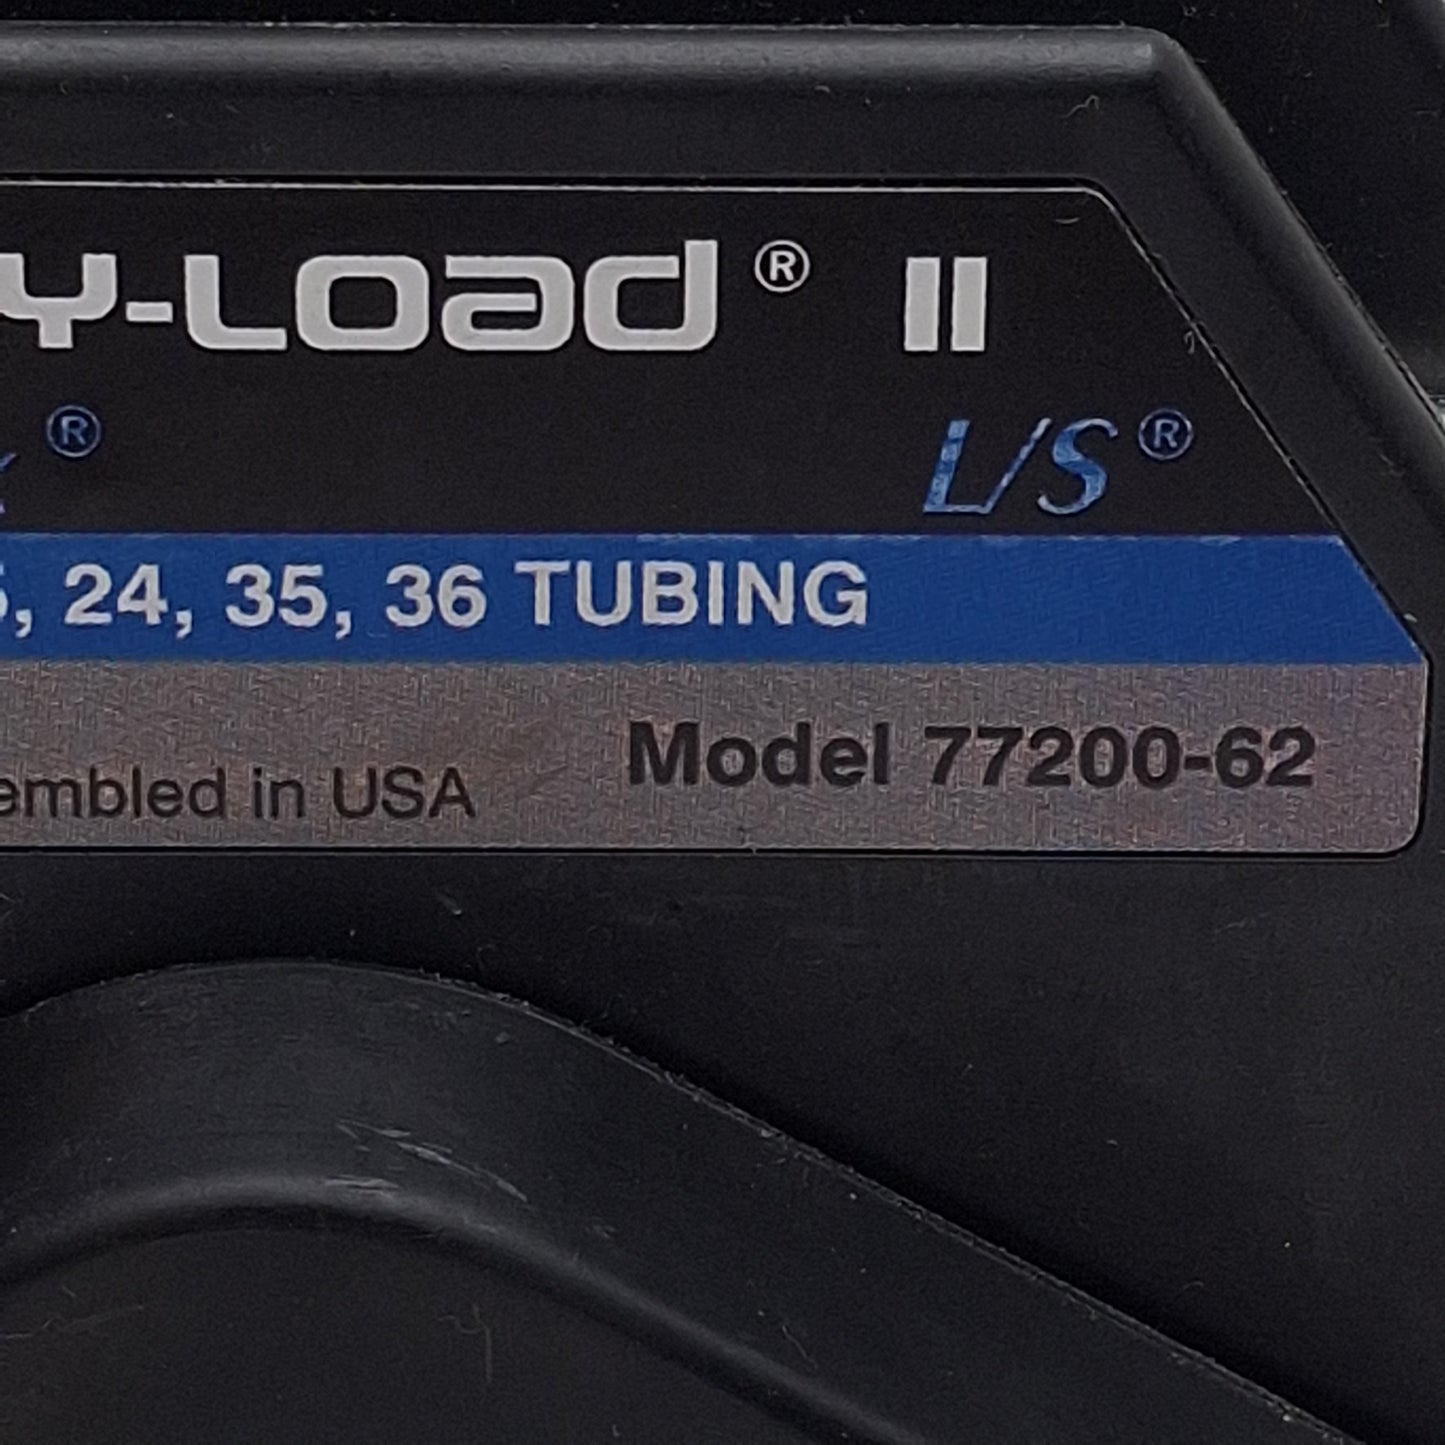 Y-LOAD® II
® L/S®
, 24, 35, 36 TUBING
Model 77200-62
embled in USA